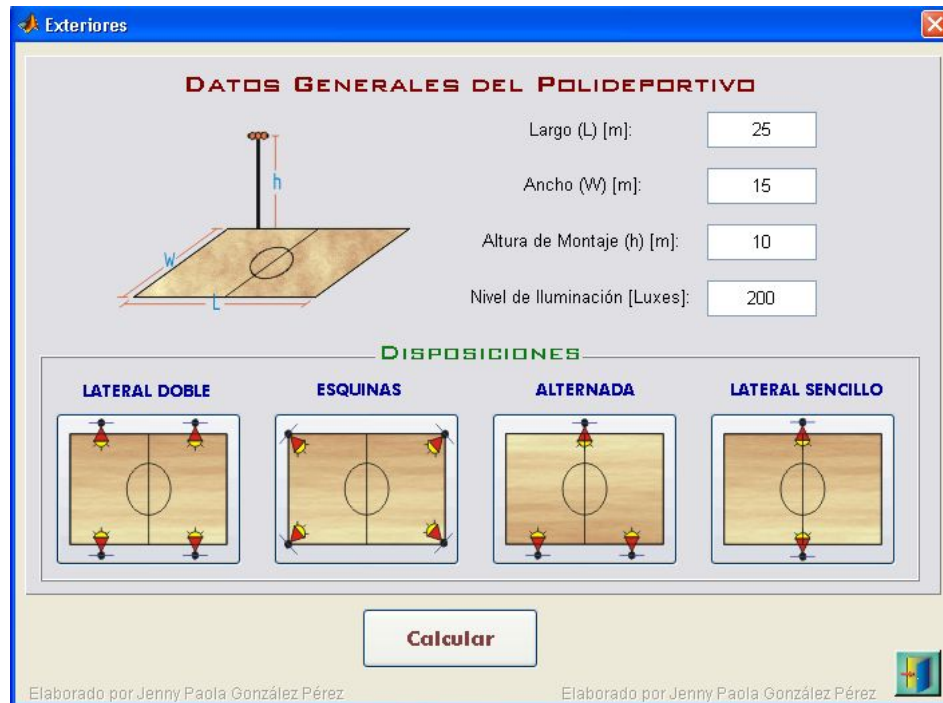 Exteriores
DATOS GENERALES DEL POLIDEPORTIVO
h
W
L
Largo (L) [m]: 25
Ancho (W) [m]: 15
Altura de Montaje (h) [m]: 10
Nivel de Iluminación [Luxes]: 200
DISPOSICIONES
LATERAL DOBLE
ESQUINAS
ALTERNADA
LATERAL SENCILLO
Calcular
Elaborado por Jenny Paola González Pérez
Elaborado por Jenny Paola González Pérez